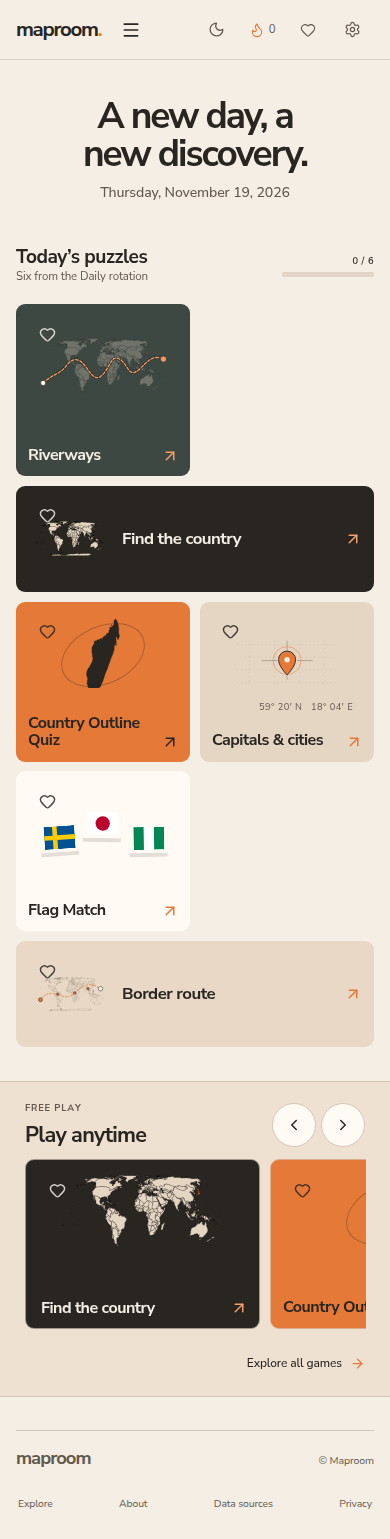 maproom.
0
A new day, a
new discovery.
Thursday, November 19, 2026
Today’s puzzles
Six from the Daily rotation
0 / 6
Riverways
Find the country
Country Outline
Quiz
Capitals & cities
59° 20′ N 18° 04′ E
Flag Match
Border route
FREE PLAY
Play anytime
Find the country
Country Out
Explore all games
maproom
© Maproom
Explore
About
Data sources
Privacy